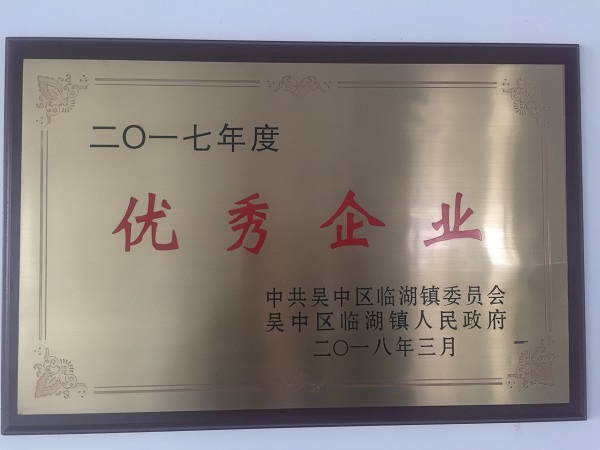 二〇一七年度
优秀企业
中共吴中区临湖镇委员会
吴中区临湖镇人民政府
二〇一八年三月